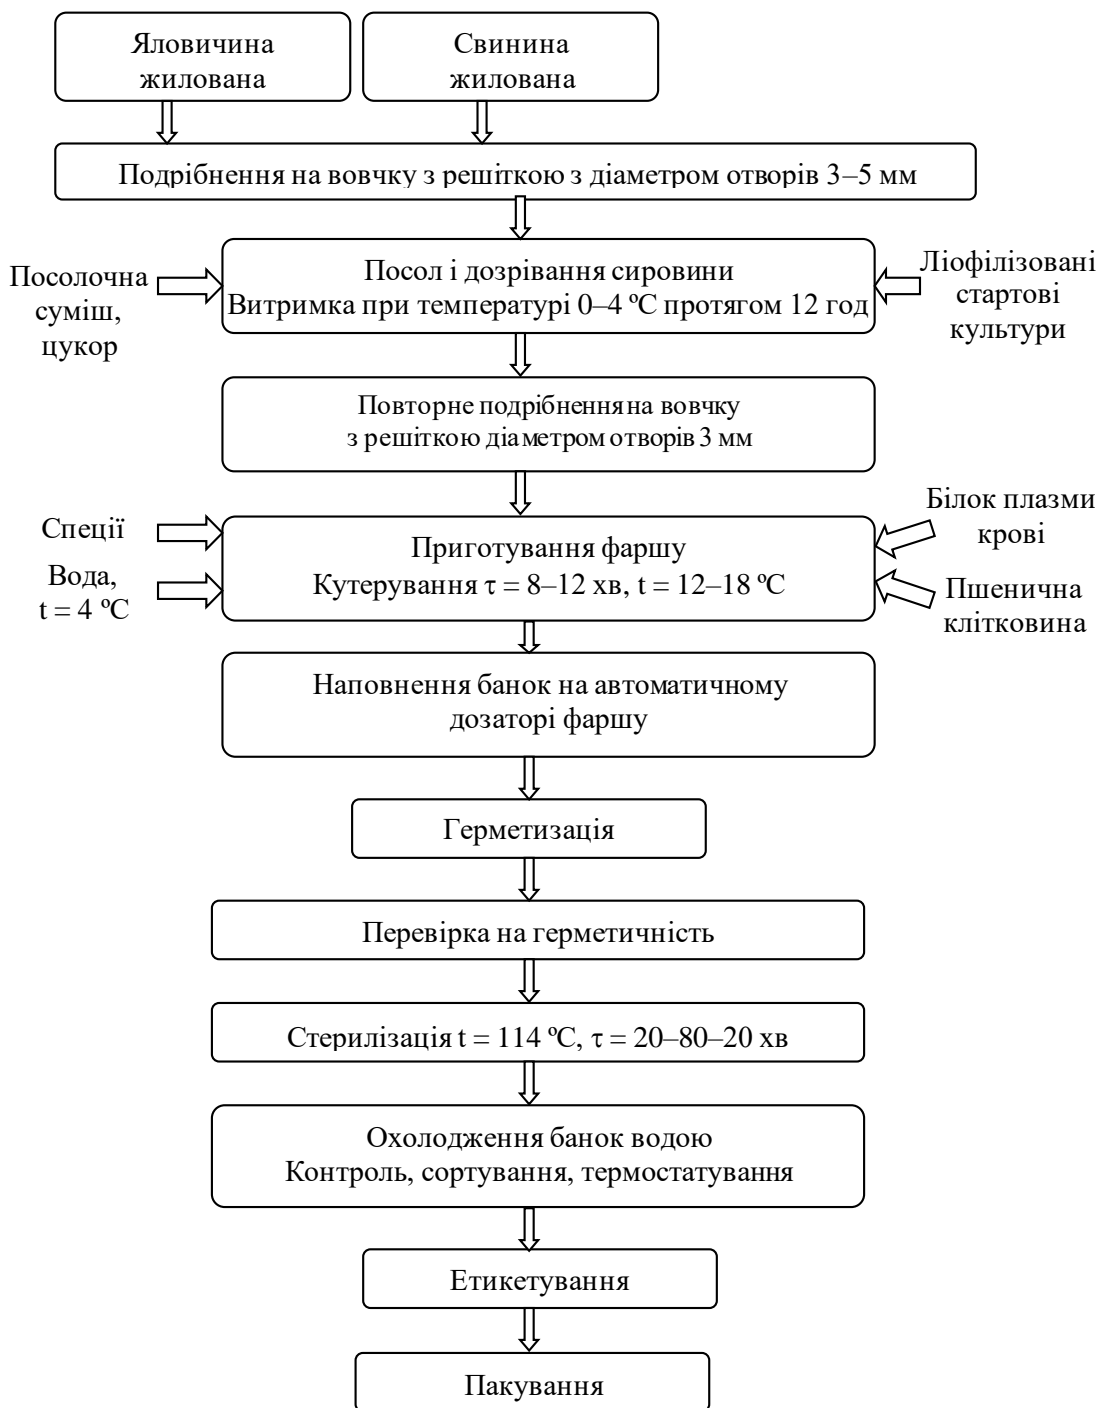 Яловичина
жилована
Свинина
жилована
Подрібнення на вовчку з решіткою з діаметром отворів 3–5 мм
Посолочна
суміш,
цукор
Посол і дозрівання сировини
Витримка при температурі 0–4 ºС протягом 12 год
Ліофілізовані
стартові
культури
Повторне подрібнення на вовчку
з решіткою діаметром отворів 3 мм
Спеції
Вода,
t = 4 ºС
Приготування фаршу
Кутерування τ = 8–12 хв, t = 12–18 ºС
Білок плазми
крові
Пшенична
клітковина
Наповнення банок на автоматичному
дозаторі фаршу
Герметизація
Перевірка на герметичність
Стерилізація t = 114 ºС, τ = 20–80–20 хв
Охолодження банок водою
Контроль, сортування, термостатування
Етикетування
Пакування